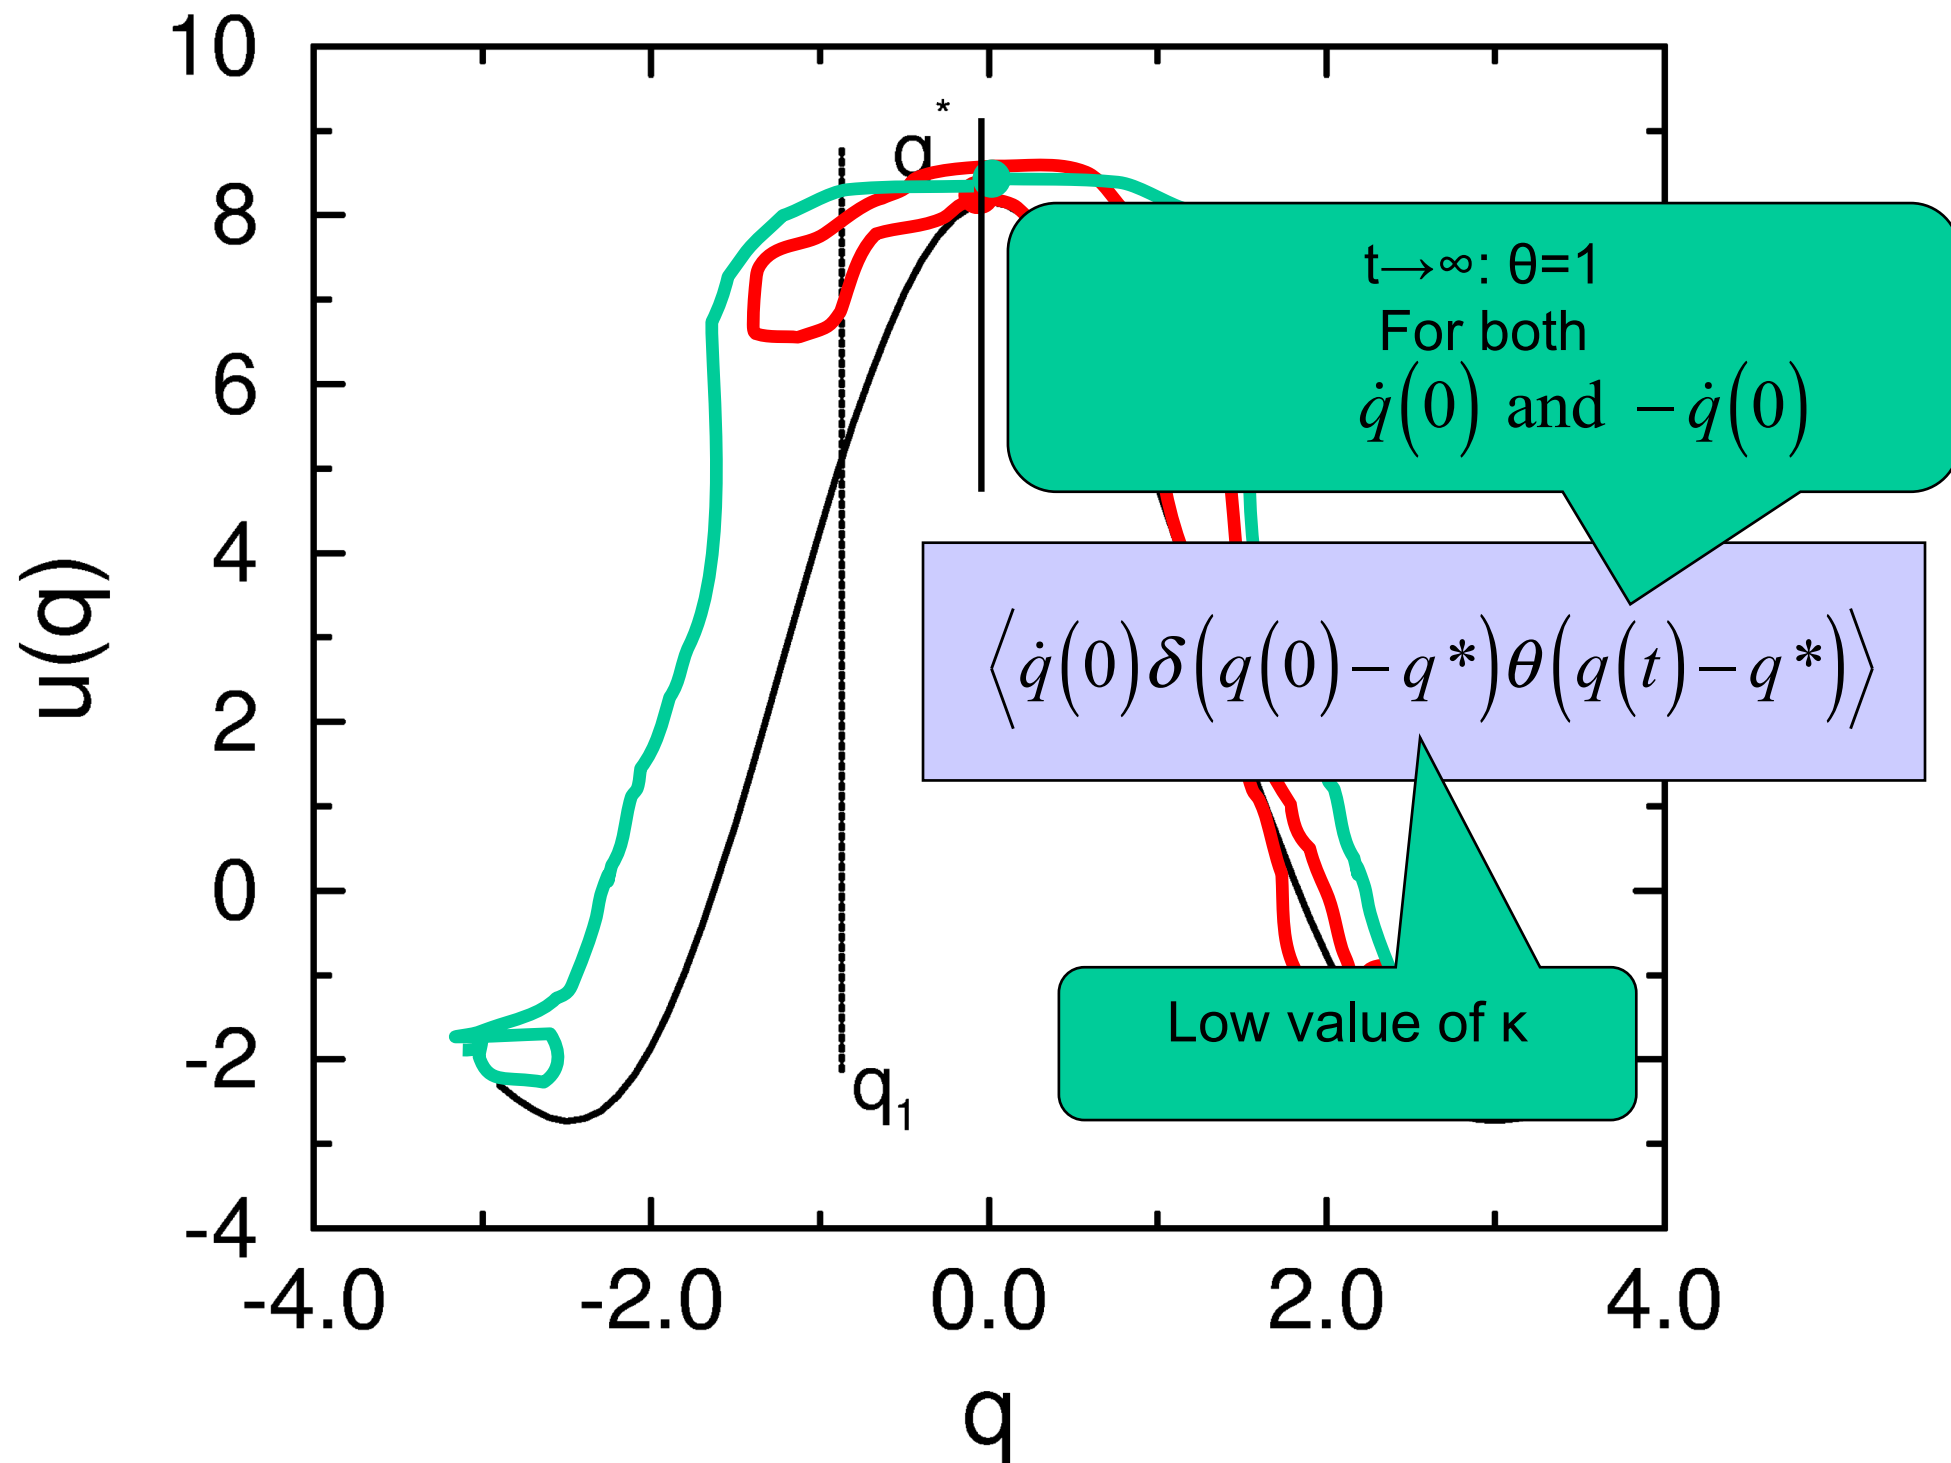 10
8
6
4
2
0
-2
-4
-4.0 -2.0 0.0 2.0 4.0
u(q)
q
q*
q₁
t→∞: θ=1
For both
q̇(0) and −q̇(0)
⟨q̇(0)δ(q(0)−q*)θ(q(t)−q*)⟩
Low value of κ